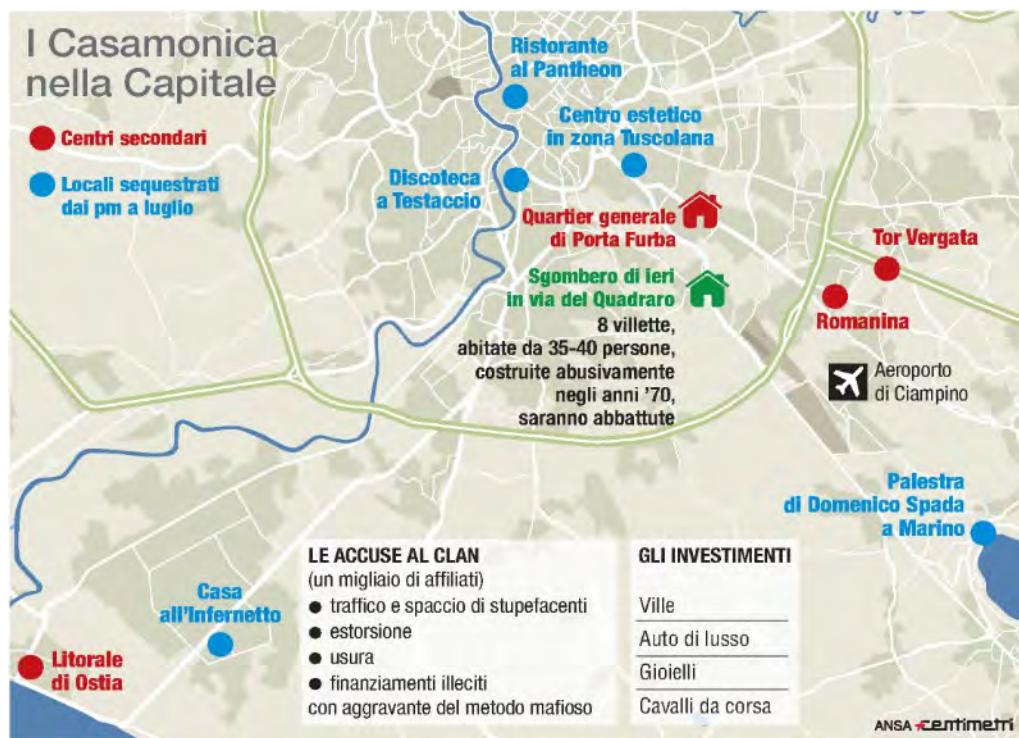 I Casamonica
nella Capitale
Centri secondari
Locali sequestrati
dai pm a luglio
Ristorante
al Pantheon
Centro estetico
in zona Tuscolana
Discoteca
a Testaccio
Quartier generale
di Porta Furba
Tor Vergata
Romanina
Sgombero di ieri
in via del Quadraro
8 villette,
abitate da 35-40 persone,
costruite abusivamente
negli anni '70,
saranno abbattute
Aeroporto
di Ciampino
Palestra
di Domenico Spada
a Marino
Casa
all'Infernetto
Litorale
di Ostia
LE ACCUSE AL CLAN
(un migliaio di affiliati)
● traffico e spaccio di stupefacenti
● estorsione
● usura
● finanziamenti illeciti
con aggravante del metodo mafioso
GLI INVESTIMENTI
Ville
Auto di lusso
Gioielli
Cavalli da corsa
ANSA centimetri